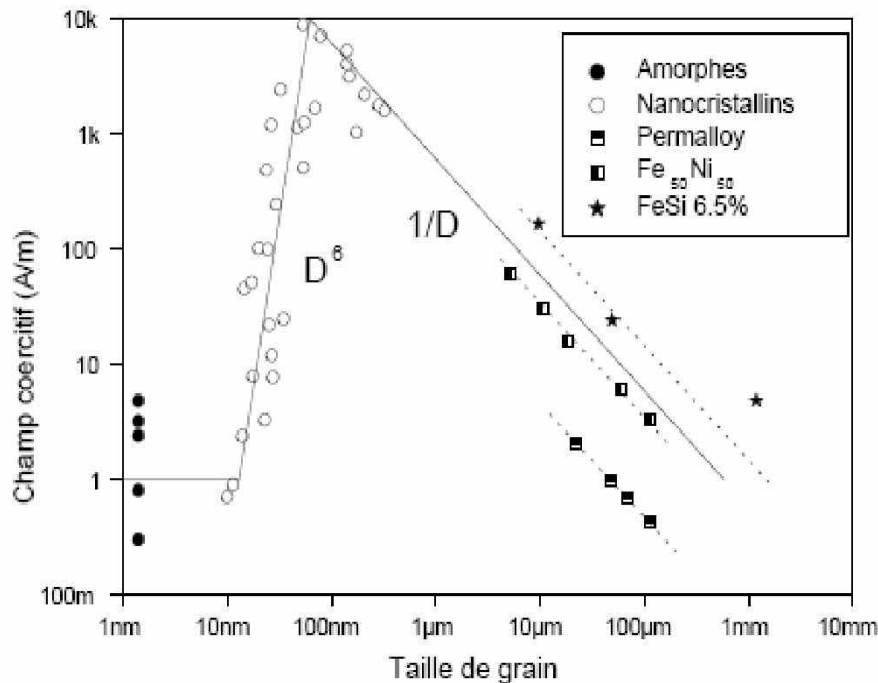 10k
1k
100
10
1
100m
Champ coercitif (A/m)
Amorphes
Nanocristallins
Permalloy
Fe50Ni50
FeSi 6.5%
1/D
D6
1nm 10nm 100nm 1µm 10µm 100µm 1mm 10mm
Taille de grain